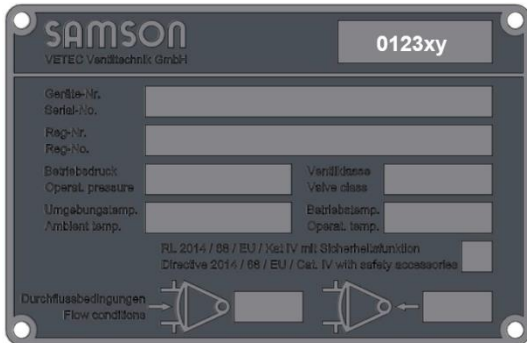 SAMSON
VETEC Ventiltechnik GmbH
0123xy
Geräte-Nr.
Serial-No.
Reg-Nr.
Reg-No.
Betriebsdruck
Operat. pressure
Ventilklasse
Valve class
Umgebungstemp.
Ambient temp.
Betriebstemp.
Operat. temp.
RL 2014 / 68 / EU / Kat IV mit Sicherheitsfunktion
Directive 2014 / 68 / EU / Cat. IV with safety accessories
Durchflussbedingungen
Flow conditions